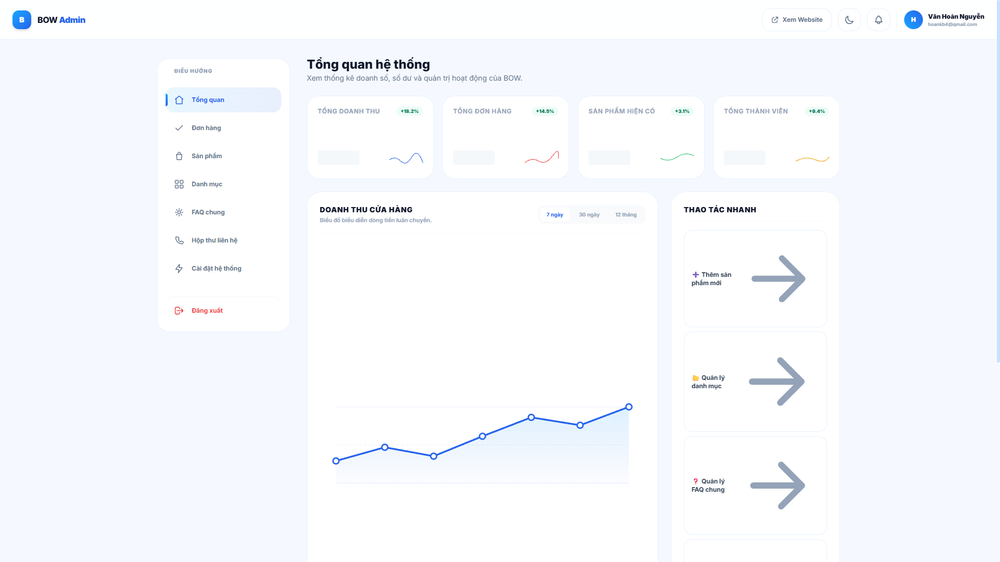 B
BOW Admin
Xem Website
H
Văn Hoàn Nguyễn
hoankb4@gmail.com
ĐIỀU HƯỚNG
Tổng quan
Đơn hàng
Sản phẩm
Danh mục
FAQ chung
Hộp thư liên hệ
Cài đặt hệ thống
Đăng xuất
Tổng quan hệ thống
Xem thống kê doanh số, số dư và quản trị hoạt động của BOW.
TỔNG DOANH THU
+18.2%
TỔNG ĐƠN HÀNG
+14.5%
SẢN PHẨM HIỆN CÓ
+3.1%
TỔNG THÀNH VIÊN
+9.4%
DOANH THU CỬA HÀNG
Biểu đồ biểu diễn dòng tiền luân chuyển.
7 ngày
30 ngày
12 tháng
THAO TÁC NHANH
➕ Thêm sản
phẩm mới
📁 Quản lý
danh mục
❓ Quản lý
FAQ chung